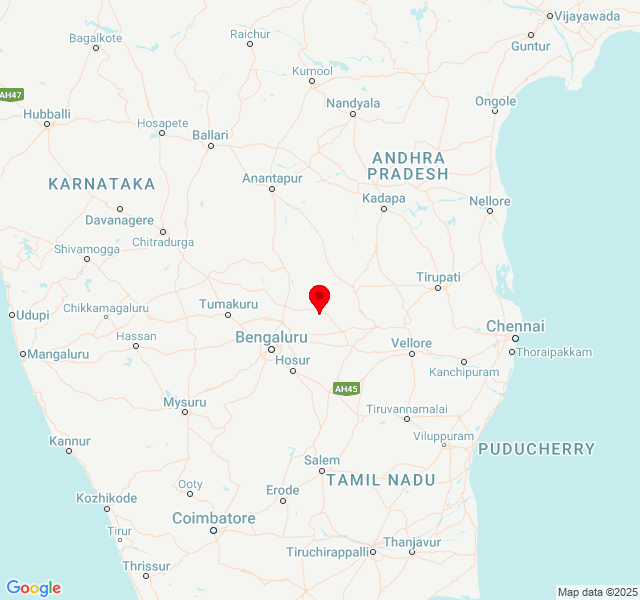 Vijayawada
Raichur
Bagalkote
Guntur
Kurnool
AH47
Nandyala
Ongole
Hubballi
Hosapete
Ballari
ANDHRA
PRADESH
KARNATAKA
Anantapur
Kadapa
Nellore
Davanagere
Chitradurga
Shivamogga
Tirupati
Tumakuru
Chikkamagaluru
Udupi
Chennai
Hassan
Bengaluru
Vellore
Thoraipakkam
Mangaluru
Hosur
Kanchipuram
AH45
Mysuru
Tiruvannamalai
Viluppuram
Kannur
PUDUCHERRY
Salem
TAMIL NADU
Ooty
Erode
Kozhikode
Coimbatore
Tirur
Thanjavur
Tiruchirappalli
Thrissur
Google
Map data ©2025